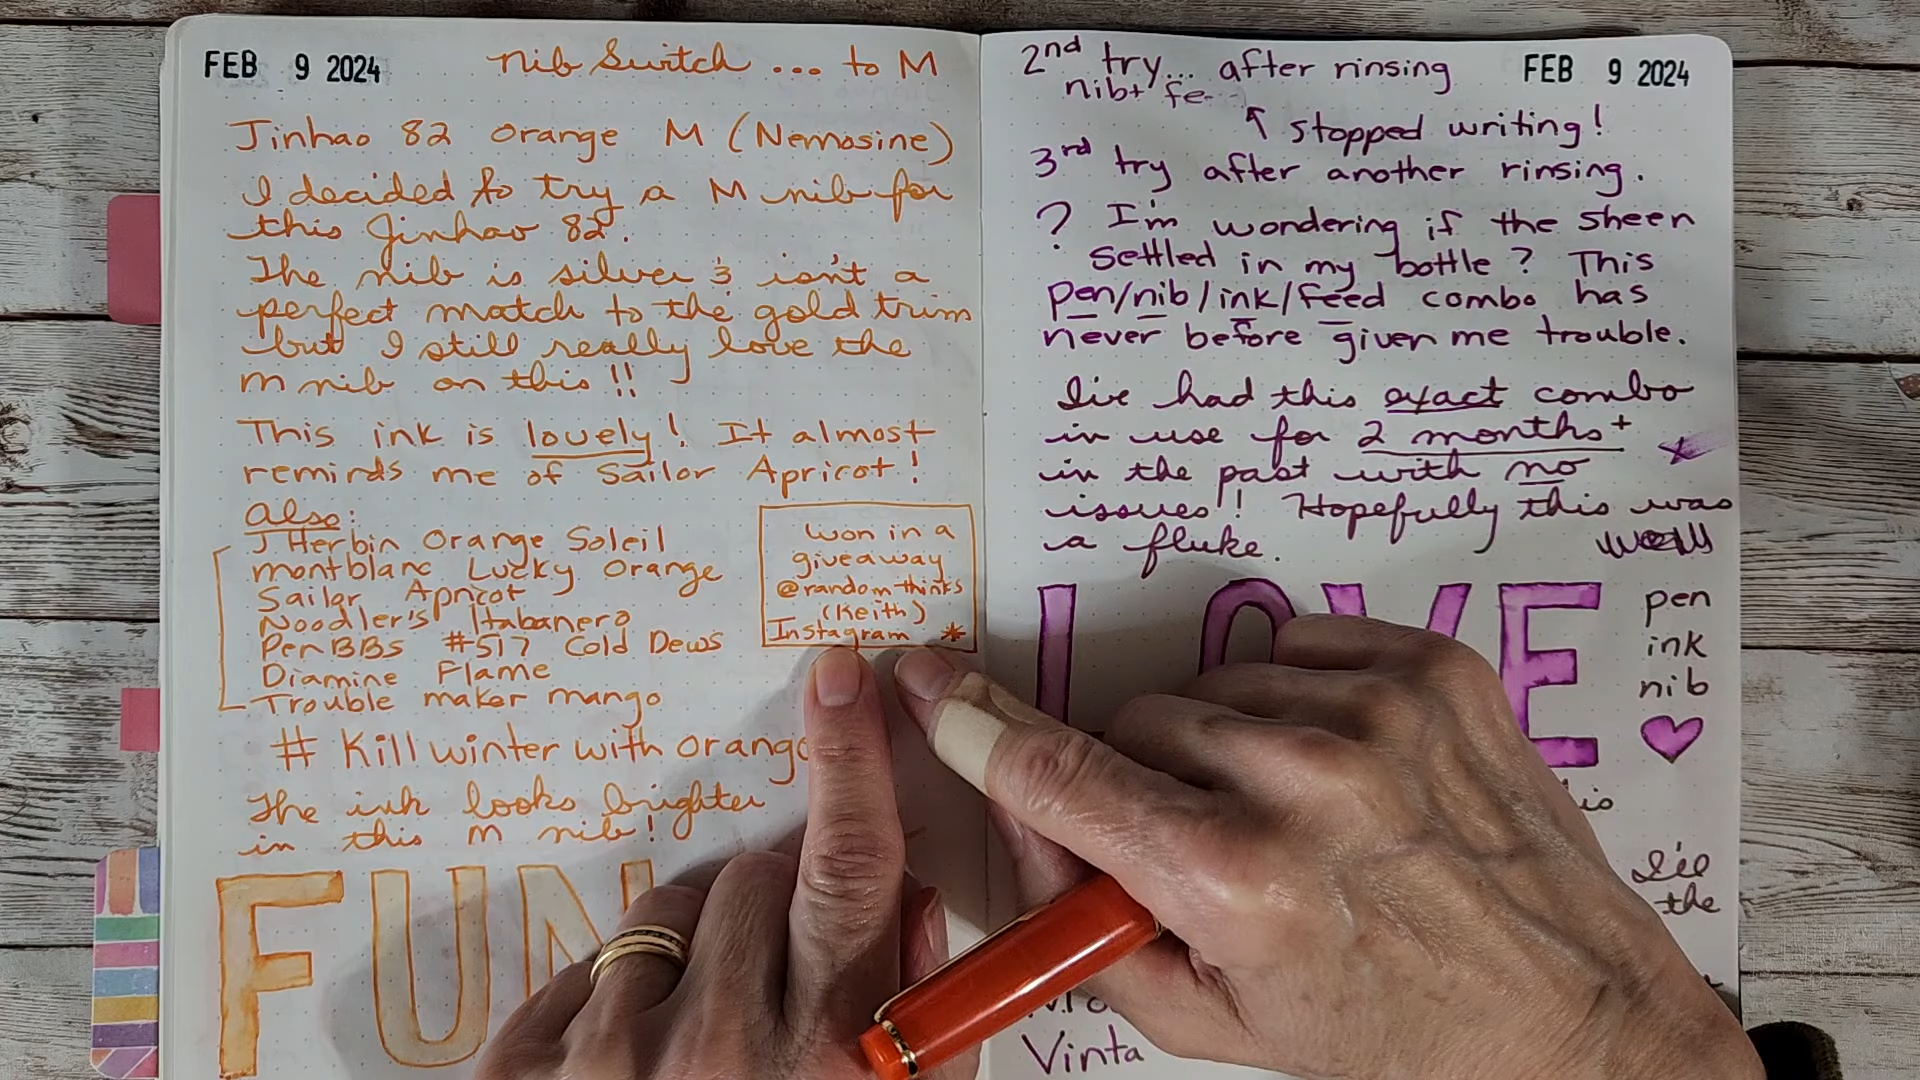 FEB 9 2024
nib Switch ... to M
Jinhao 82 Orange M (Nemosine)
I decided to try a M nib for
this Jinhao 82.
The nib is silver & isn't a
perfect match to the gold trim
but I still really love the
m nib on this!!
This ink is lovely! It almost
reminds me of Sailor Apricot!
also:
J Herbin Orange Soleil
montblanc Lucky Orange
Sailor Apricot
Noodler's Habanero
Pen BBs #517 Cold Dews
Diamine Flame
Trouble maker mango
won in a
giveaway
@randomthinks
(Keith)
Instagram *
# Kill winter with orange
The ink looks brighter
in this M nib!
FUN
2nd try... after rinsing
nib+ fe
FEB 9 2024
↑ stopped writing!
3rd try after another rinsing.
? I'm wondering if the sheen
settled in my bottle? This
pen/nib/ink/feed combo has
never before given me trouble.
I've had this exact combo
in use for 2 months+
in the past with no
issues! Hopefully this was
a fluke.
LOVE
pen
ink
nib
I'll
the
Vinta